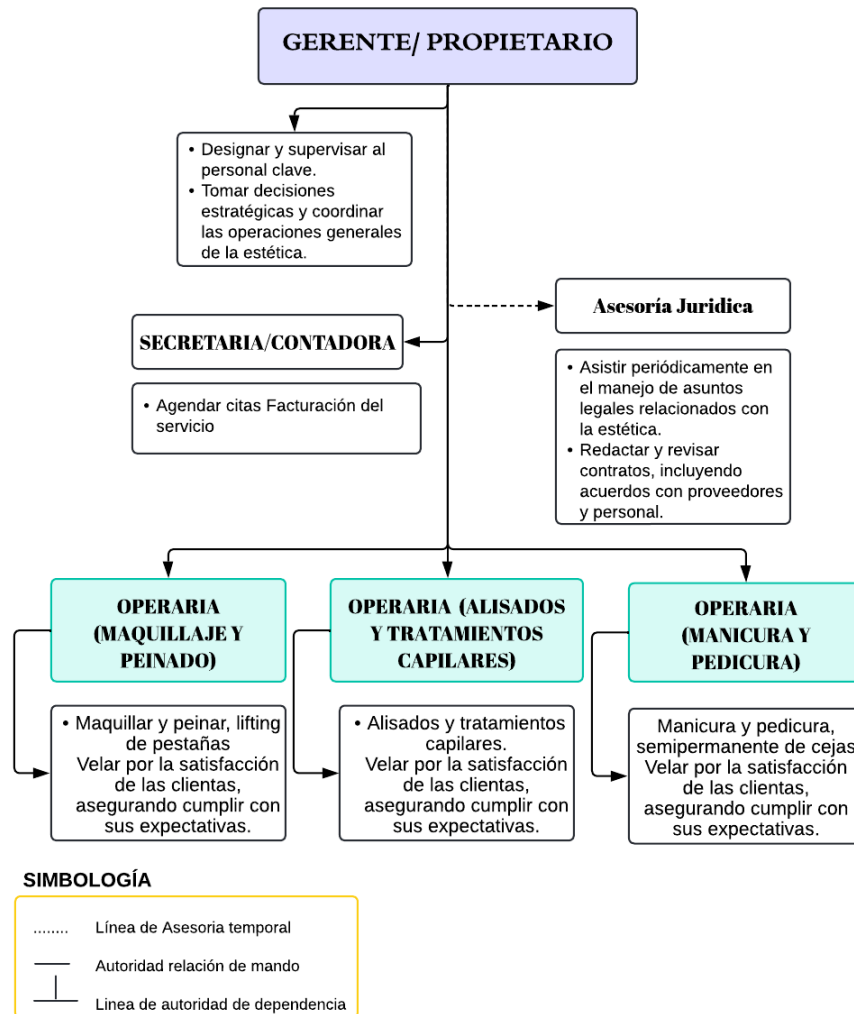 GERENTE/ PROPIETARIO
• Designar y supervisar al
personal clave.
• Tomar decisiones
estratégicas y coordinar
las operaciones generales
de la estética.
Asesoría Juridica
SECRETARIA/CONTADORA
• Asistir periódicamente en
el manejo de asuntos
legales relacionados con
la estética.
• Redactar y revisar
contratos, incluyendo
acuerdos con proveedores
y personal.
• Agendar citas Facturación del
servicio
OPERARIA
(MAQUILLAJE Y
PEINADO)
OPERARIA (ALISADOS
Y TRATAMIENTOS
CAPILARES)
OPERARIA
(MANICURA Y
PEDICURA)
• Maquillar y peinar, lifting
de pestañas
Velar por la satisfacción
de las clientas,
asegurando cumplir con
sus expectativas.
• Alisados y tratamientos
capilares.
Velar por la satisfacción
de las clientas,
asegurando cumplir con
sus expectativas.
Manicura y pedicura,
semipermanente de cejas
Velar por la satisfacción
de las clientas,
asegurando cumplir con
sus expectativas.
SIMBOLOGÍA
Línea de Asesoria temporal
Autoridad relación de mando
Linea de autoridad de dependencia